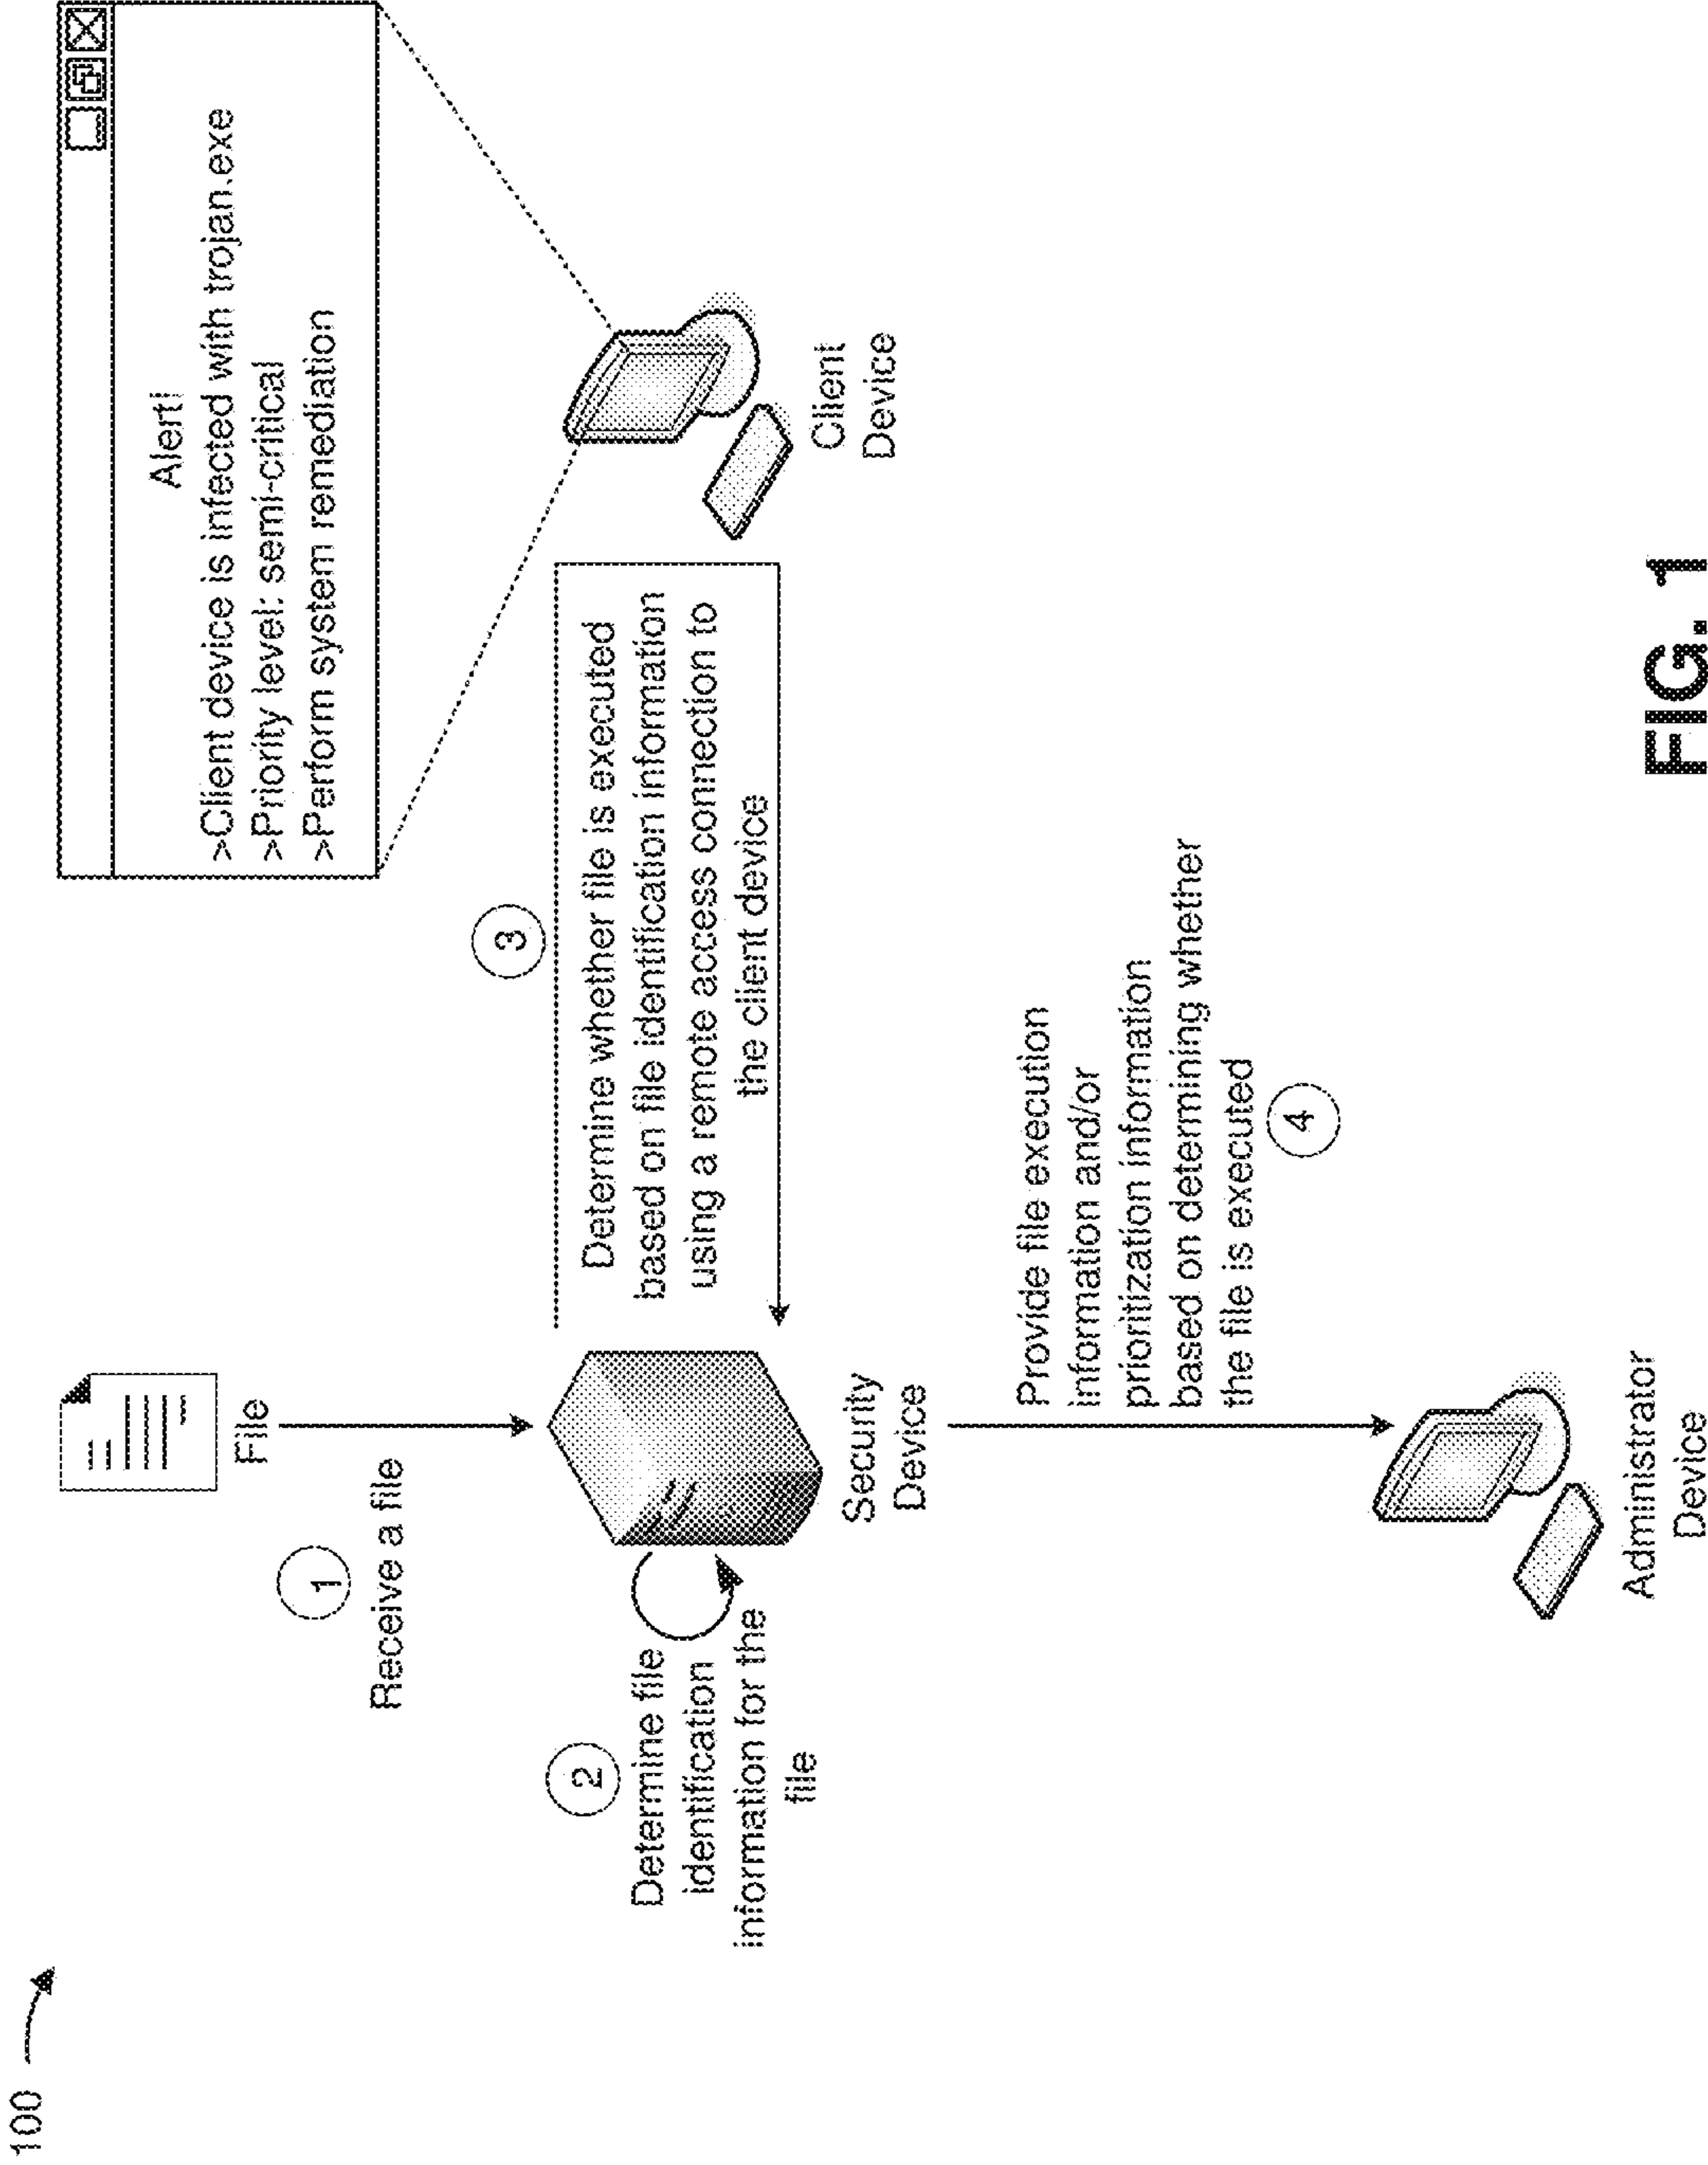 100
File
1
Receive a file
2
Determine file
identification
information for the
file
Security
Device
3
Determine whether file is executed
based on file identification information
using a remote access connection to
the client device
Alert!
>Client device is infected with trojan.exe
>Priority level: semi-critical
>Perform system remediation
Client
Device
Provide file execution
information and/or
prioritization information
based on determining whether
the file is executed
4
Administrator
Device
FIG. 1